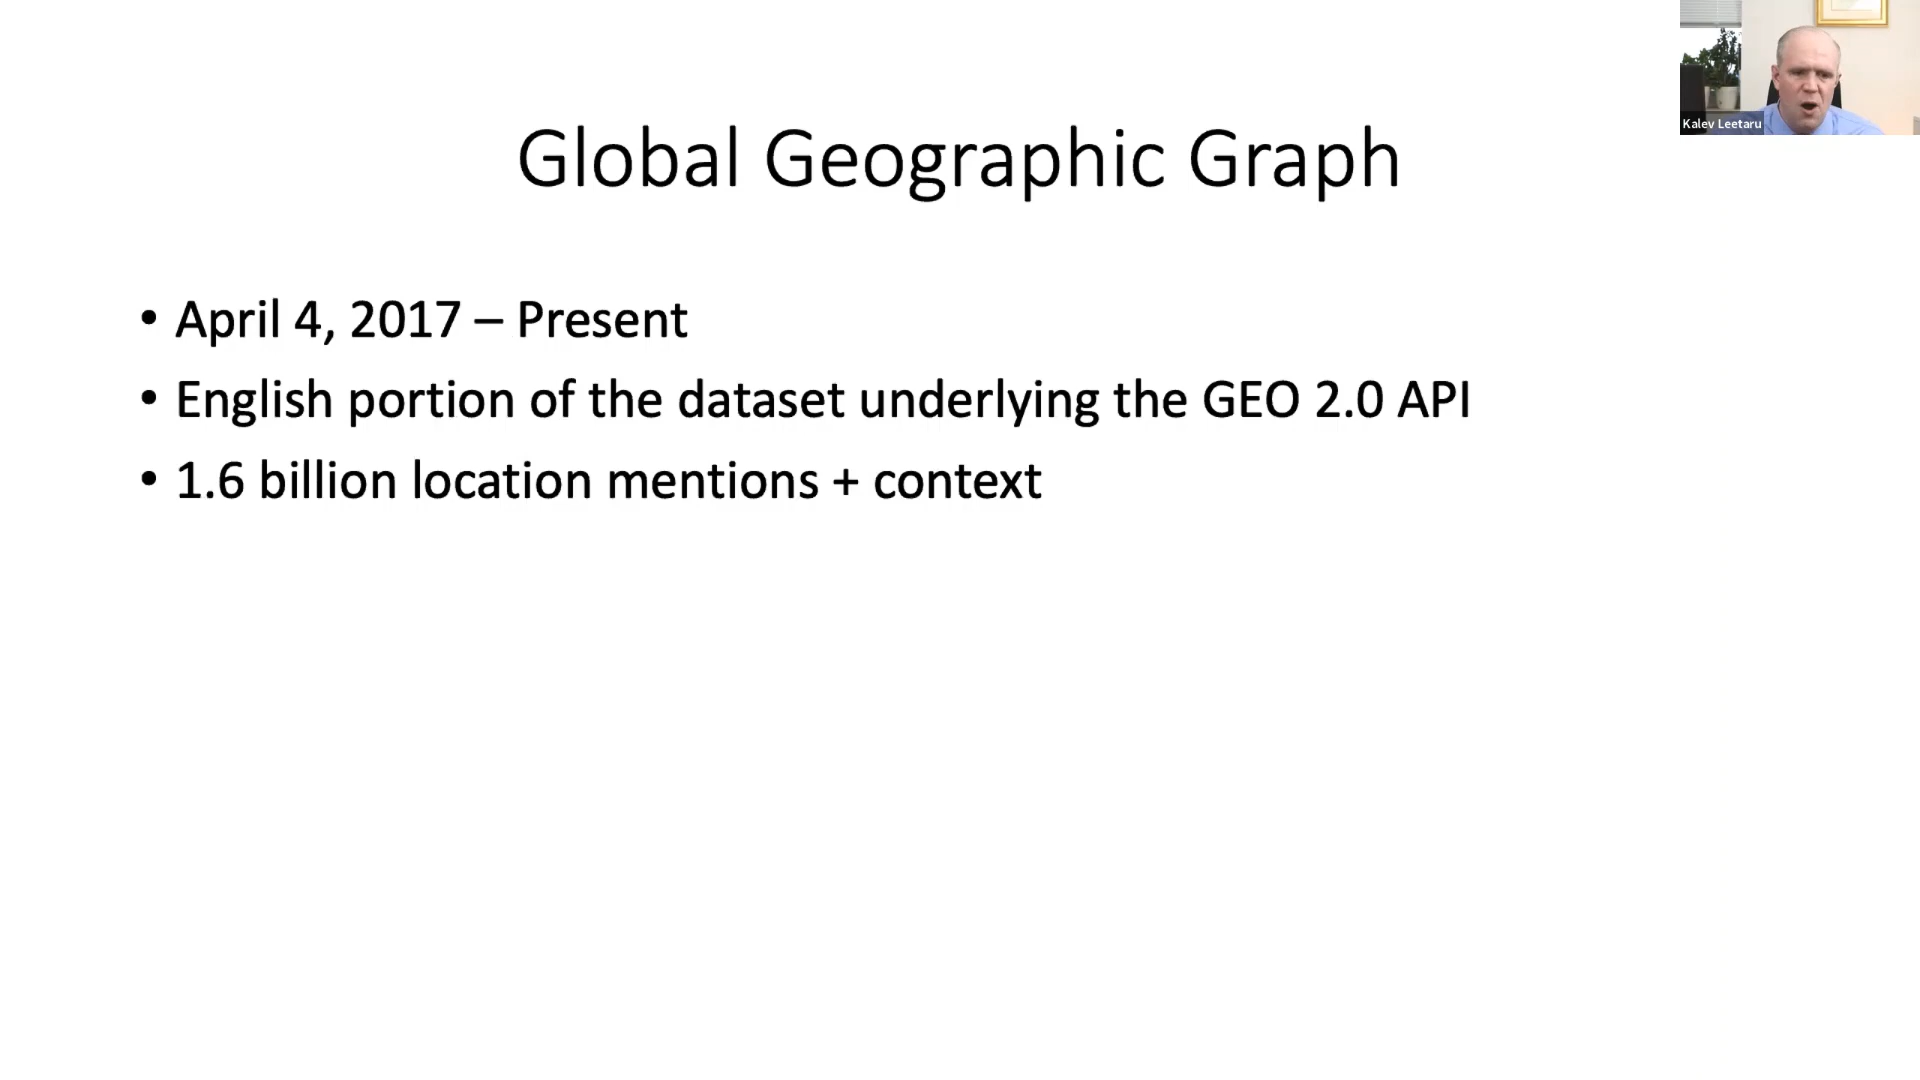 Kalev Leetaru
Global Geographic Graph
• April 4, 2017 – Present
• English portion of the dataset underlying the GEO 2.0 API
• 1.6 billion location mentions + context